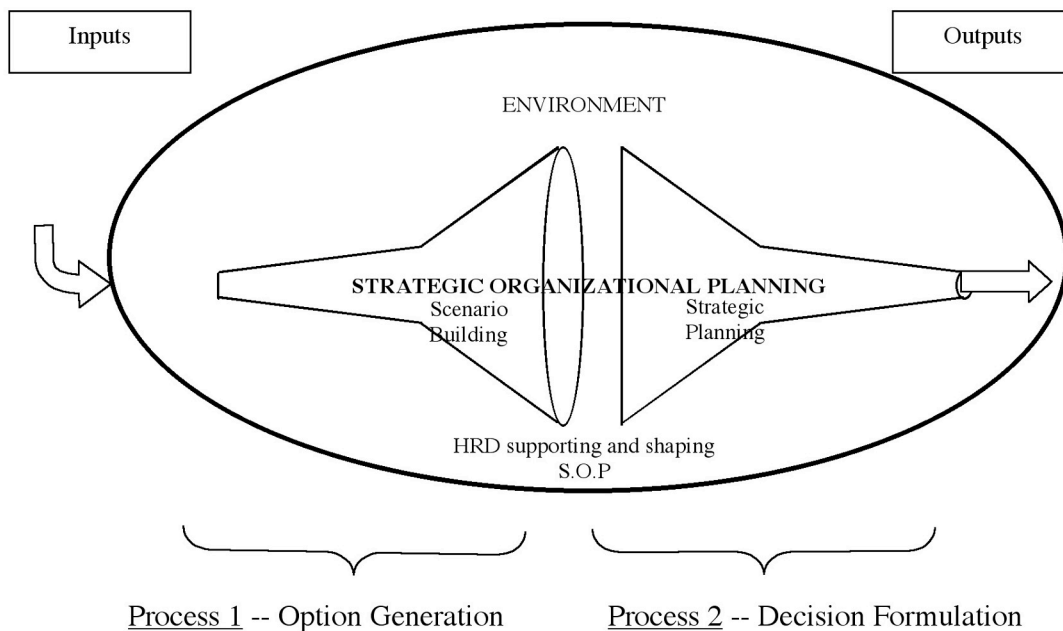 Inputs
Outputs
ENVIRONMENT
STRATEGIC ORGANIZATIONAL PLANNING
Scenario
Building
Strategic
Planning
HRD supporting and shaping
S.O.P
Process 1 -- Option Generation
Process 2 -- Decision Formulation